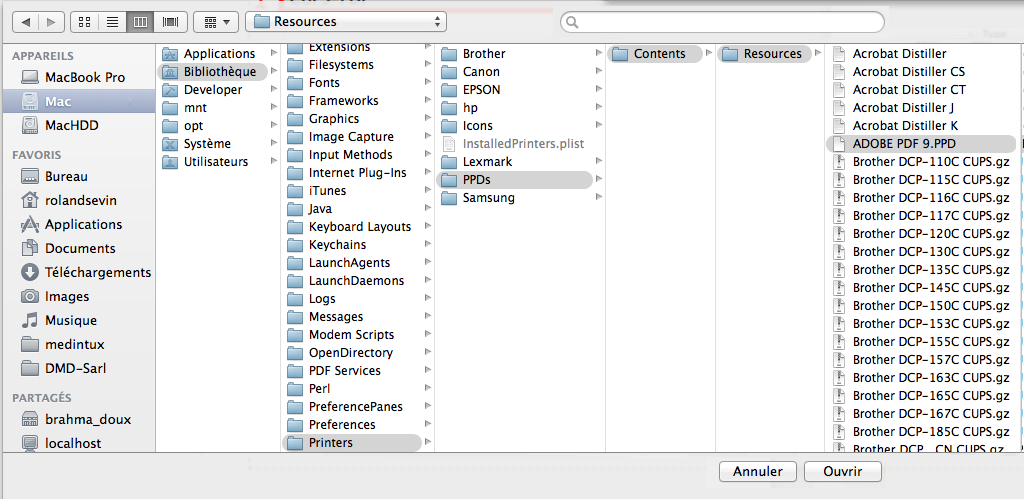 Resources
APPAREILS
MacBook Pro
Mac
MacHDD
FAVORIS
Bureau
rolandsevin
Applications
Documents
Téléchargements
Images
Musique
medintux
DMD-Sarl
PARTAGÉS
brahma_doux
localhost
Applications
Bibliothèque
Developer
mnt
opt
Système
Utilisateurs
Extensions
Filesystems
Fonts
Frameworks
Graphics
Image Capture
Input Methods
Internet Plug-Ins
iTunes
Java
Keyboard Layouts
Keychains
LaunchAgents
LaunchDaemons
Logs
Messages
Modem Scripts
OpenDirectory
PDF Services
Perl
PreferencePanes
Preferences
Printers
Brother
Canon
EPSON
hp
Icons
InstalledPrinters.plist
Lexmark
PPDs
Samsung
Contents
Resources
Acrobat Distiller
Acrobat Distiller CS
Acrobat Distiller CT
Acrobat Distiller J
Acrobat Distiller K
ADOBE PDF 9.PPD
Brother DCP-110C CUPS.gz
Brother DCP-115C CUPS.gz
Brother DCP-116C CUPS.gz
Brother DCP-117C CUPS.gz
Brother DCP-120C CUPS.gz
Brother DCP-130C CUPS.gz
Brother DCP-135C CUPS.gz
Brother DCP-145C CUPS.gz
Brother DCP-150C CUPS.gz
Brother DCP-153C CUPS.gz
Brother DCP-155C CUPS.gz
Brother DCP-157C CUPS.gz
Brother DCP-163C CUPS.gz
Brother DCP-165C CUPS.gz
Brother DCP-167C CUPS.gz
Brother DCP-185C CUPS.gz
Brother DCP...CN CUPS.gz
Annuler
Ouvrir